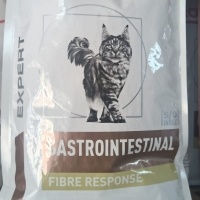 EXPERT
GASTROINTESTINAL
FIBRE RESPONSE